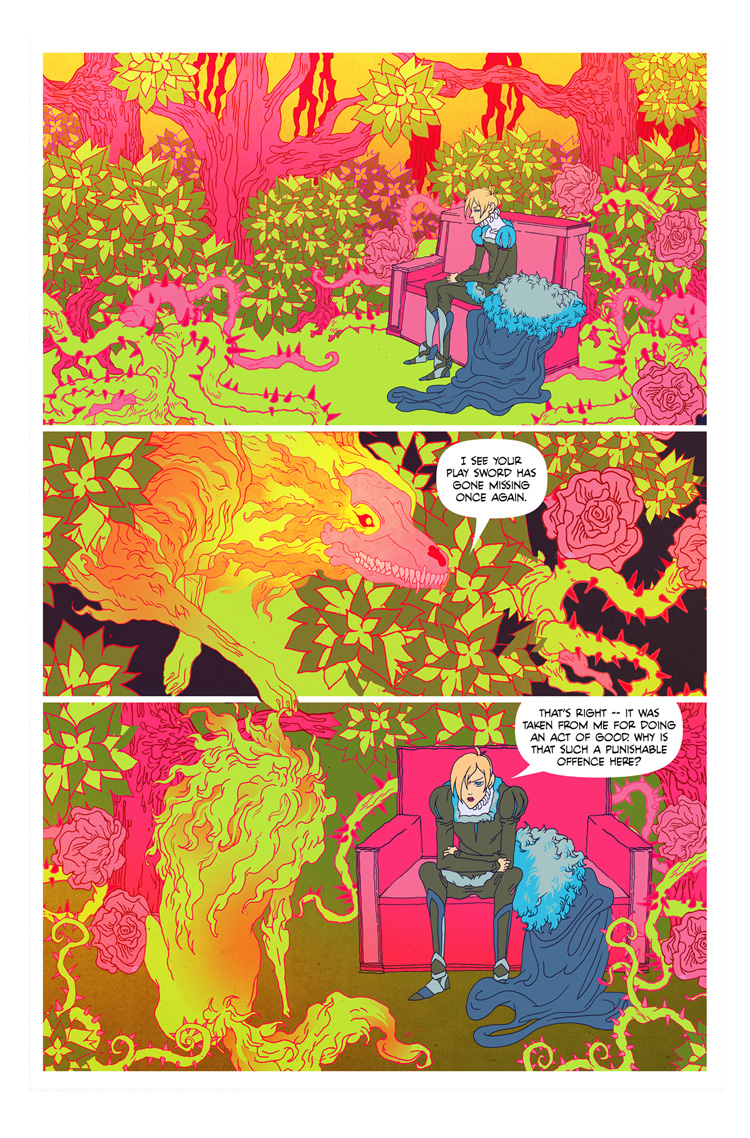 I SEE YOUR
PLAY SWORD HAS
GONE MISSING
ONCE AGAIN.
THAT'S RIGHT -- IT WAS
TAKEN FROM ME FOR DOING
AN ACT OF GOOD. WHY IS
THAT SUCH A PUNISHABLE
OFFENCE HERE?